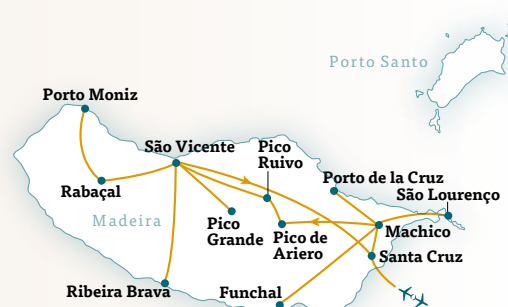 Porto Santo
Porto Moniz
São Vicente
Pico
Ruivo
Porto de la Cruz
São Lourenço
Rabaçal
Madeira
Pico
Grande
Pico de
Ariero
Machico
Santa Cruz
Ribeira Brava
Funchal